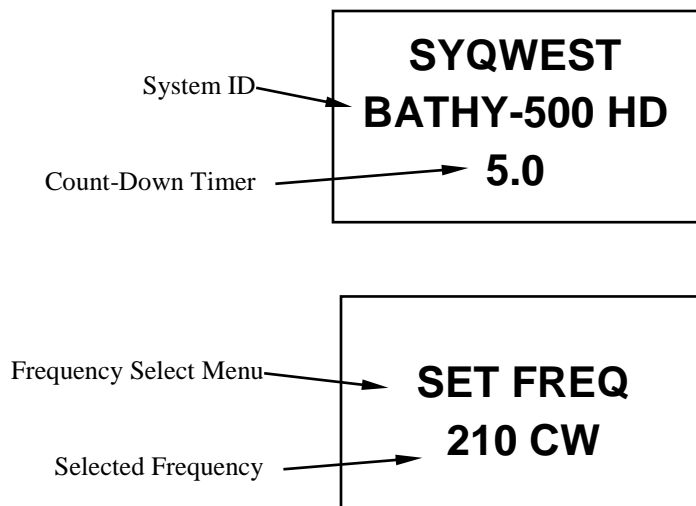 SYQWEST
System ID
BATHY-500 HD
Count-Down Timer
5.0
Frequency Select Menu
SET FREQ
210 CW
Selected Frequency